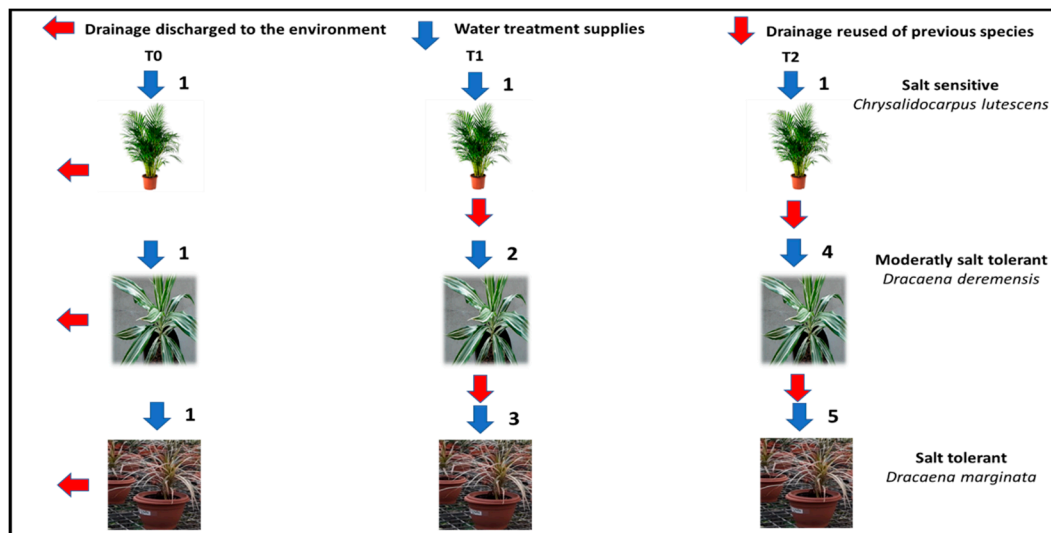 Drainage discharged to the environment
Water treatment supplies
Drainage reused of previous species
T0
T1
T2
1
1
1
Salt sensitive
Chrysalidocarpus lutescens
1
2
4
Moderatly salt tolerant
Dracaena deremensis
1
3
5
Salt tolerant
Dracaena marginata